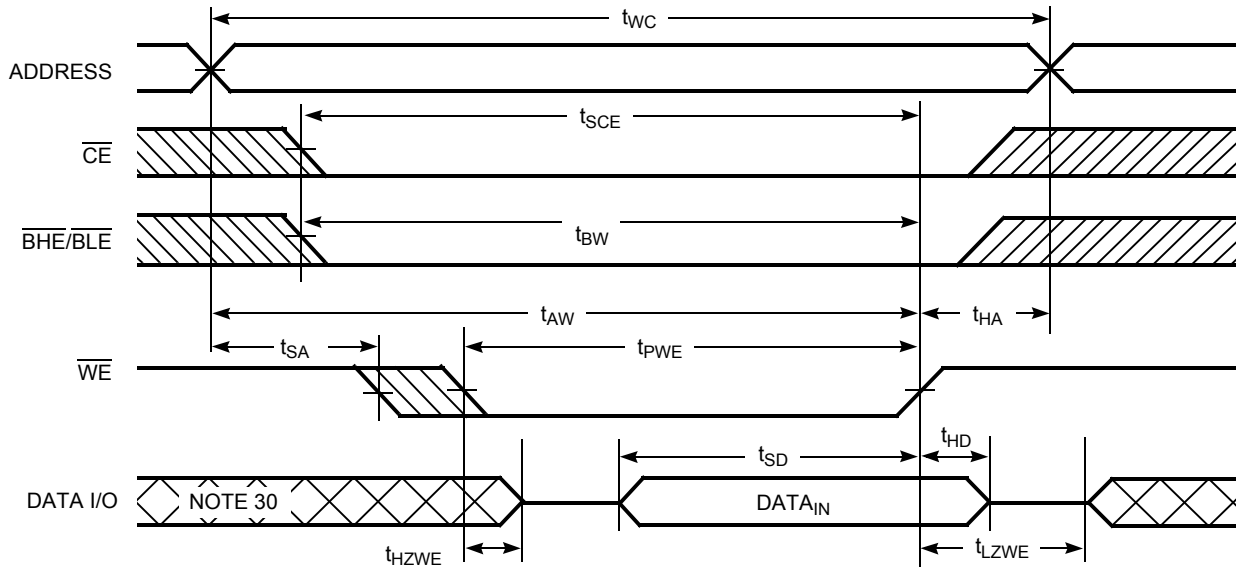 tWC
ADDRESS
tSCE
CE
tBW
BHE/BLE
tAW
tHA
tSA
tPWE
WE
tSD
tHD
DATA I/O
NOTE 30
DATAIN
tHZWE
tLZWE